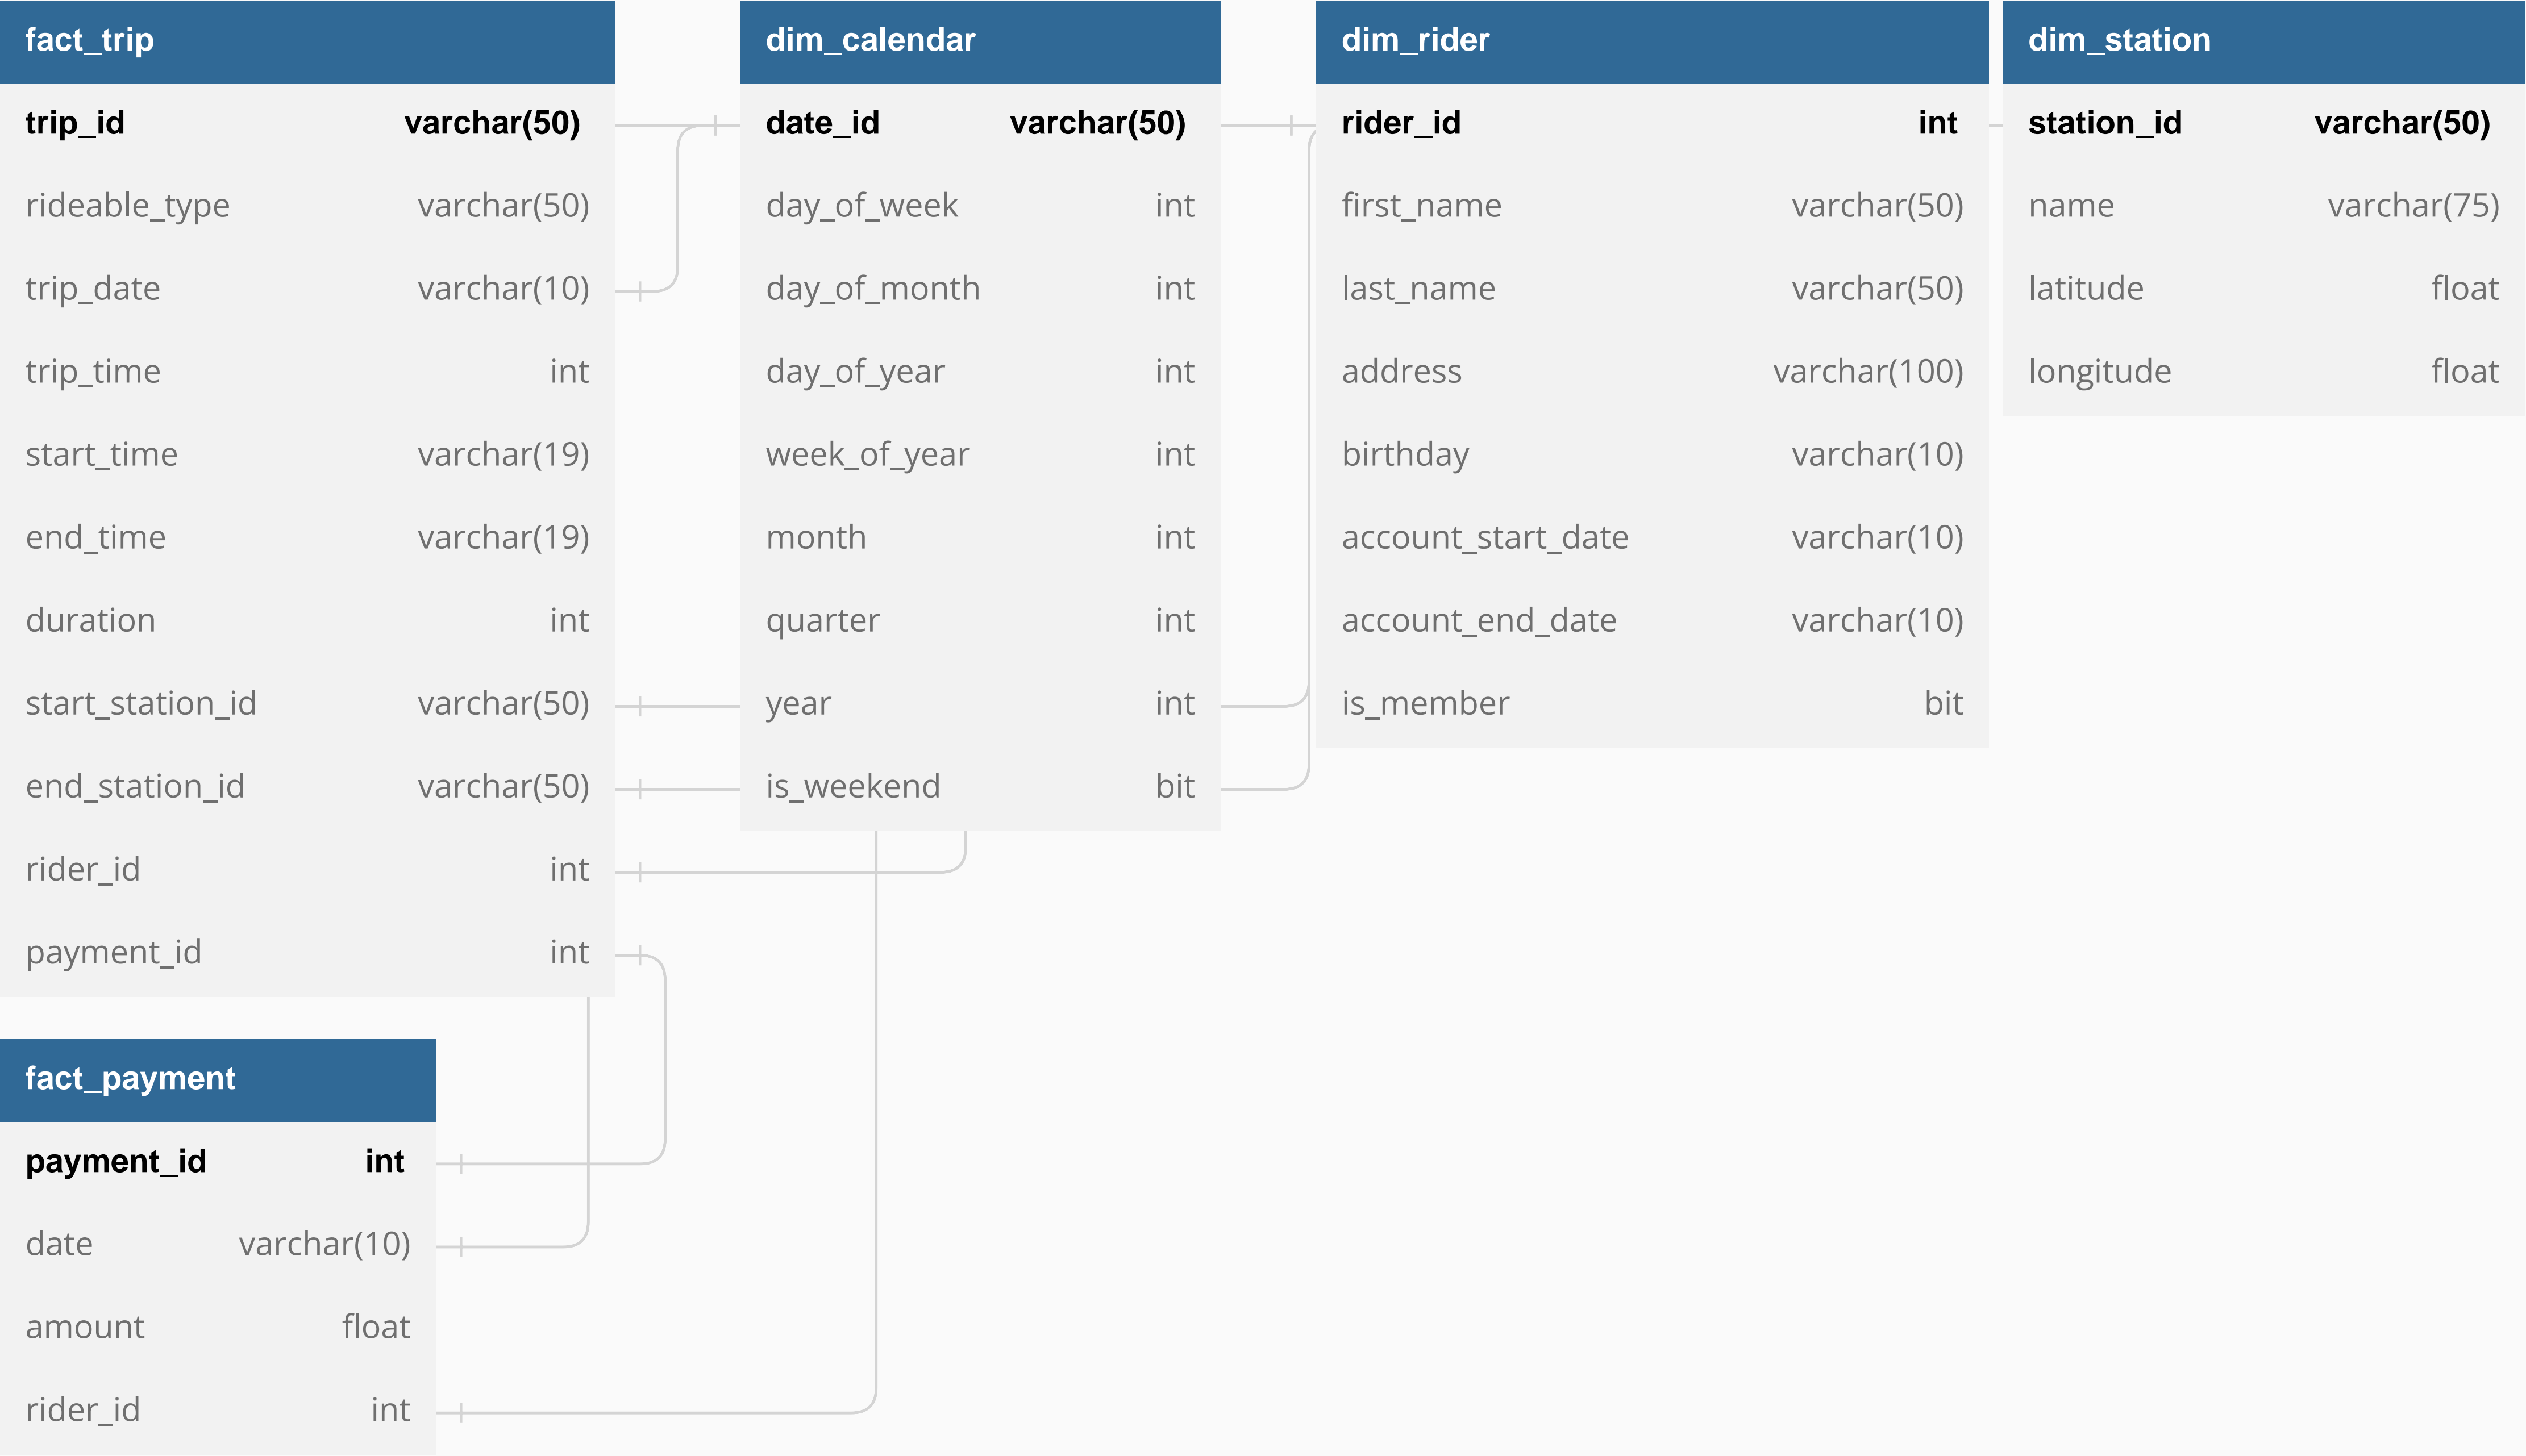 fact_trip
trip_id varchar(50)
rideable_type varchar(50)
trip_date varchar(10)
trip_time int
start_time varchar(19)
end_time varchar(19)
duration int
start_station_id varchar(50)
end_station_id varchar(50)
rider_id int
payment_id int
dim_calendar
date_id varchar(50)
day_of_week int
day_of_month int
day_of_year int
week_of_year int
month int
quarter int
year int
is_weekend bit
dim_rider
rider_id int
first_name varchar(50)
last_name varchar(50)
address varchar(100)
birthday varchar(10)
account_start_date varchar(10)
account_end_date varchar(10)
is_member bit
dim_station
station_id varchar(50)
name varchar(75)
latitude float
longitude float
fact_payment
payment_id int
date varchar(10)
amount float
rider_id int